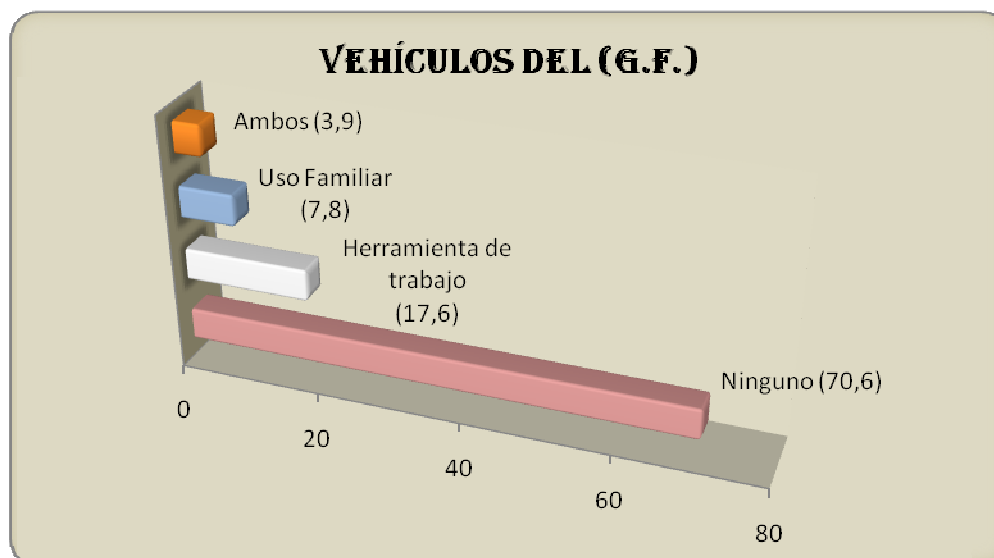 VEHÍCULOS DEL (G.F.)
Ambos (3,9)
Uso Familiar
(7,8)
Herramienta de
trabajo
(17,6)
Ninguno (70,6)
0
20
40
60
80